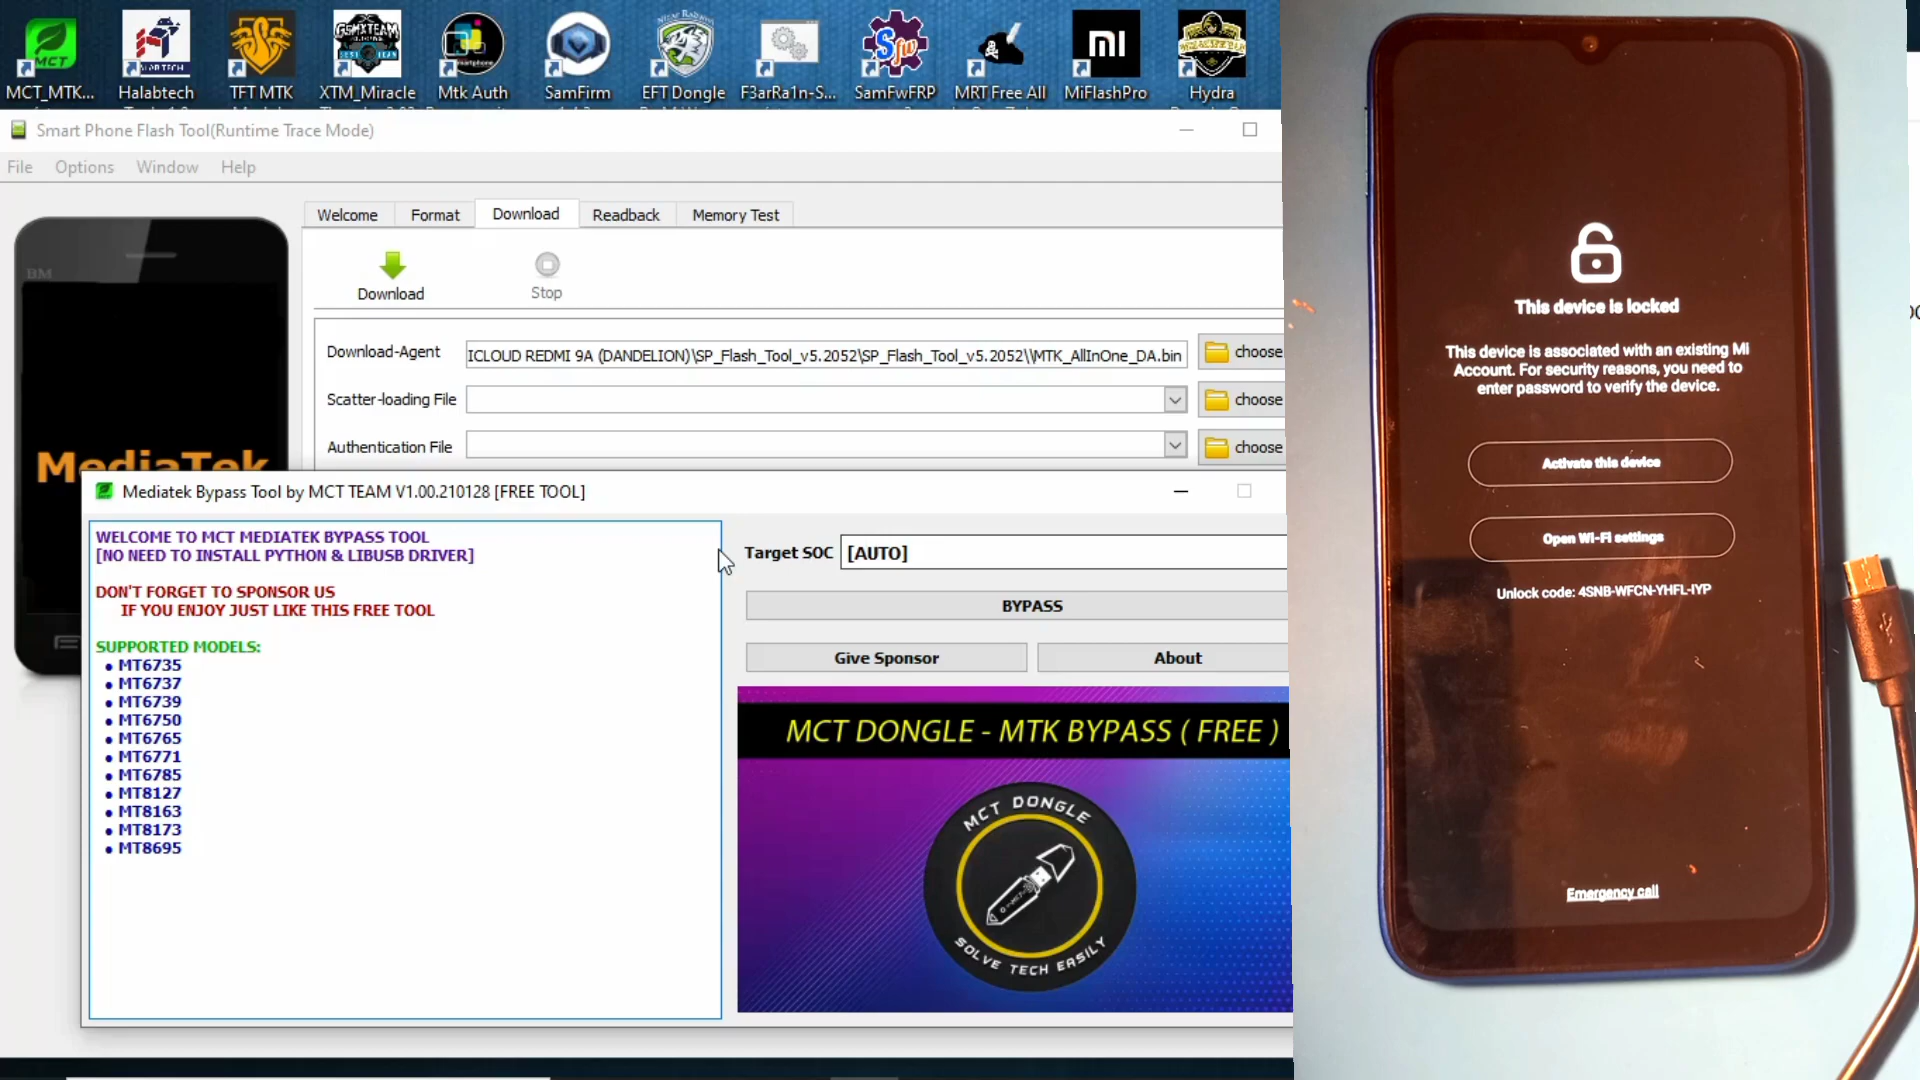 MCT
MCT_MTK...
Halabtech
TFT MTK
XTM_Miracle
Mtk Auth
SamFirm
EFT Dongle
F3arRa1n-S...
SamFwFRP
MRT Free All
MiFlashPro
Hydra
Smart Phone Flash Tool(Runtime Trace Mode)
File Options Window Help
Welcome Format Download Readback Memory Test
BM
Download Stop
Download-Agent ICLOUD REDMI 9A (DANDELION)\SP_Flash_Tool_v5.2052\SP_Flash_Tool_v5.2052\\MTK_AllInOne_DA.bin choose
Scatter-loading File choose
Authentication File choose
MediaTek
Mediatek Bypass Tool by MCT TEAM V1.00.210128 [FREE TOOL]
WELCOME TO MCT MEDIATEK BYPASS TOOL
[NO NEED TO INSTALL PYTHON & LIBUSB DRIVER]
DON'T FORGET TO SPONSOR US
IF YOU ENJOY JUST LIKE THIS FREE TOOL
SUPPORTED MODELS:
• MT6735
• MT6737
• MT6739
• MT6750
• MT6765
• MT6771
• MT6785
• MT8127
• MT8163
• MT8173
• MT8695
Target SOC [AUTO]
BYPASS
Give Sponsor About
MCT DONGLE - MTK BYPASS ( FREE )
MCT DONGLE
SOLVE TECH EASILY
This device is locked
This device is associated with an existing Mi
Account. For security reasons, you need to
enter password to verify the device.
Activate this device
Open Wi-Fi settings
Unlock code: 4SNB-WFCN-YHFL-IYP
Emergency call